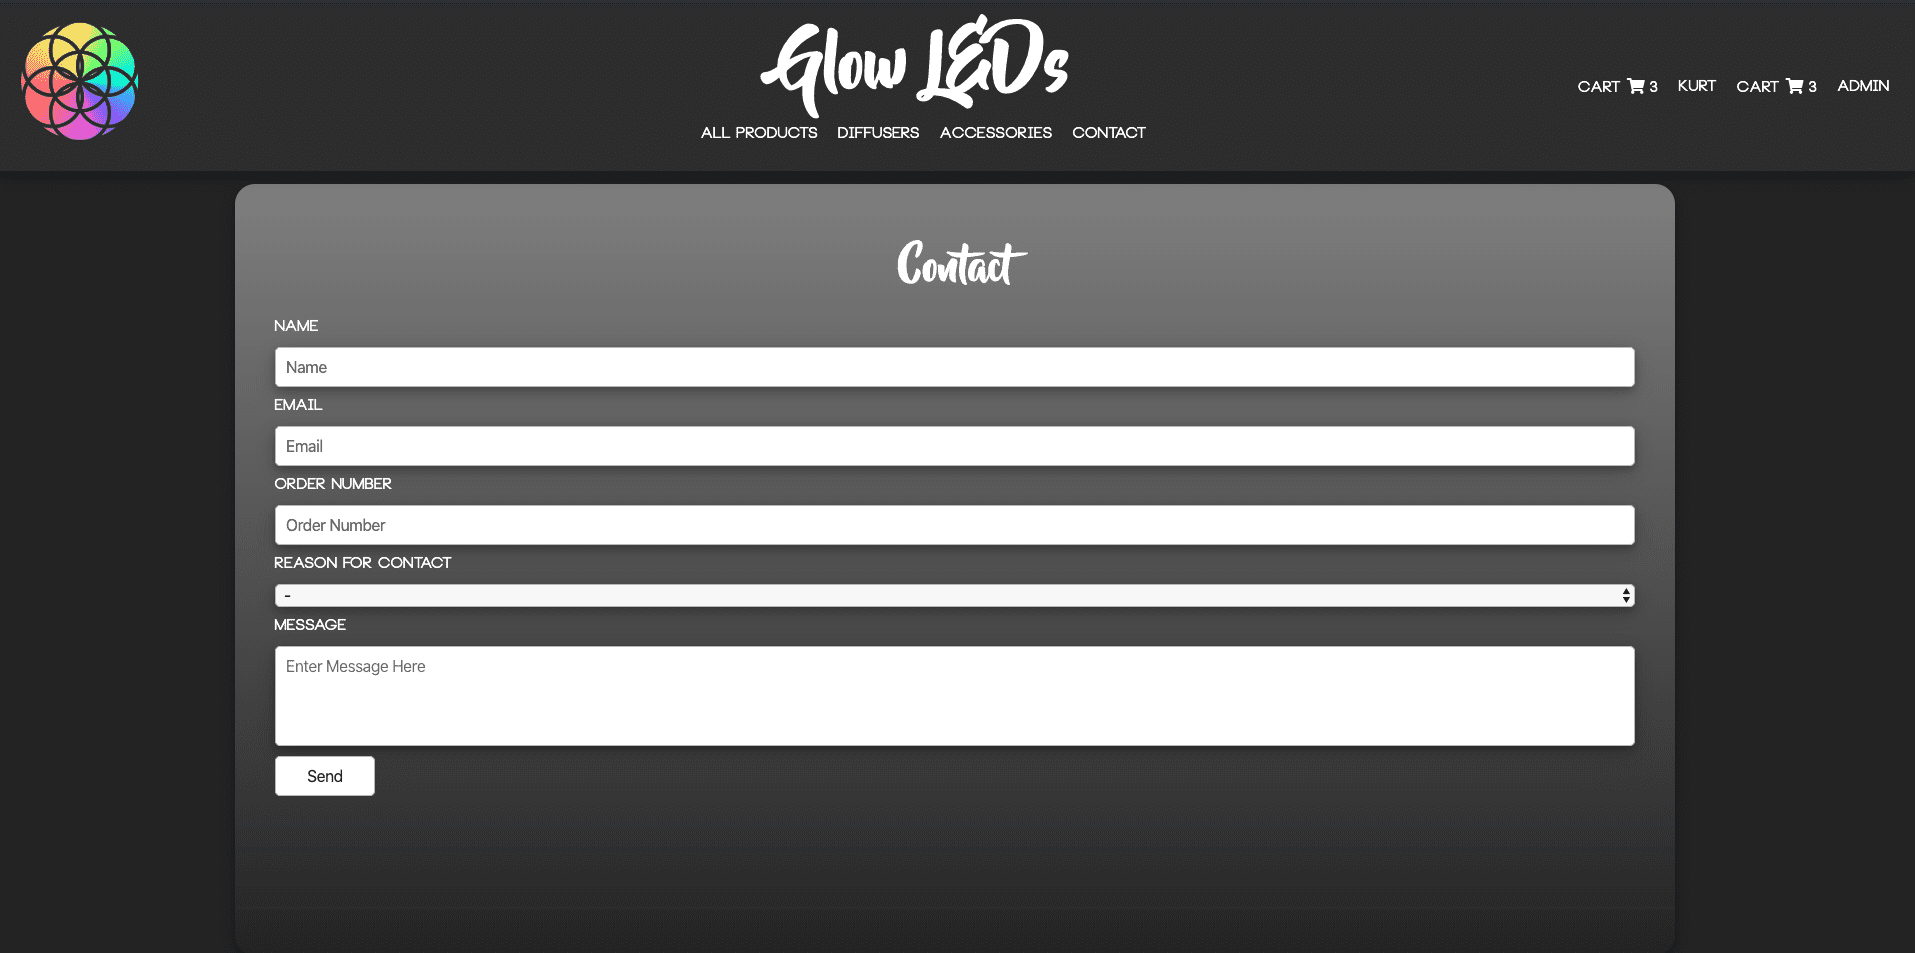 Glow LEDs
CART 3 KURT CART 3 ADMIN
ALL PRODUCTS DIFFUSERS ACCESSORIES CONTACT
Contact
NAME
Name
EMAIL
Email
ORDER NUMBER
Order Number
REASON FOR CONTACT
-
MESSAGE
Enter Message Here
Send